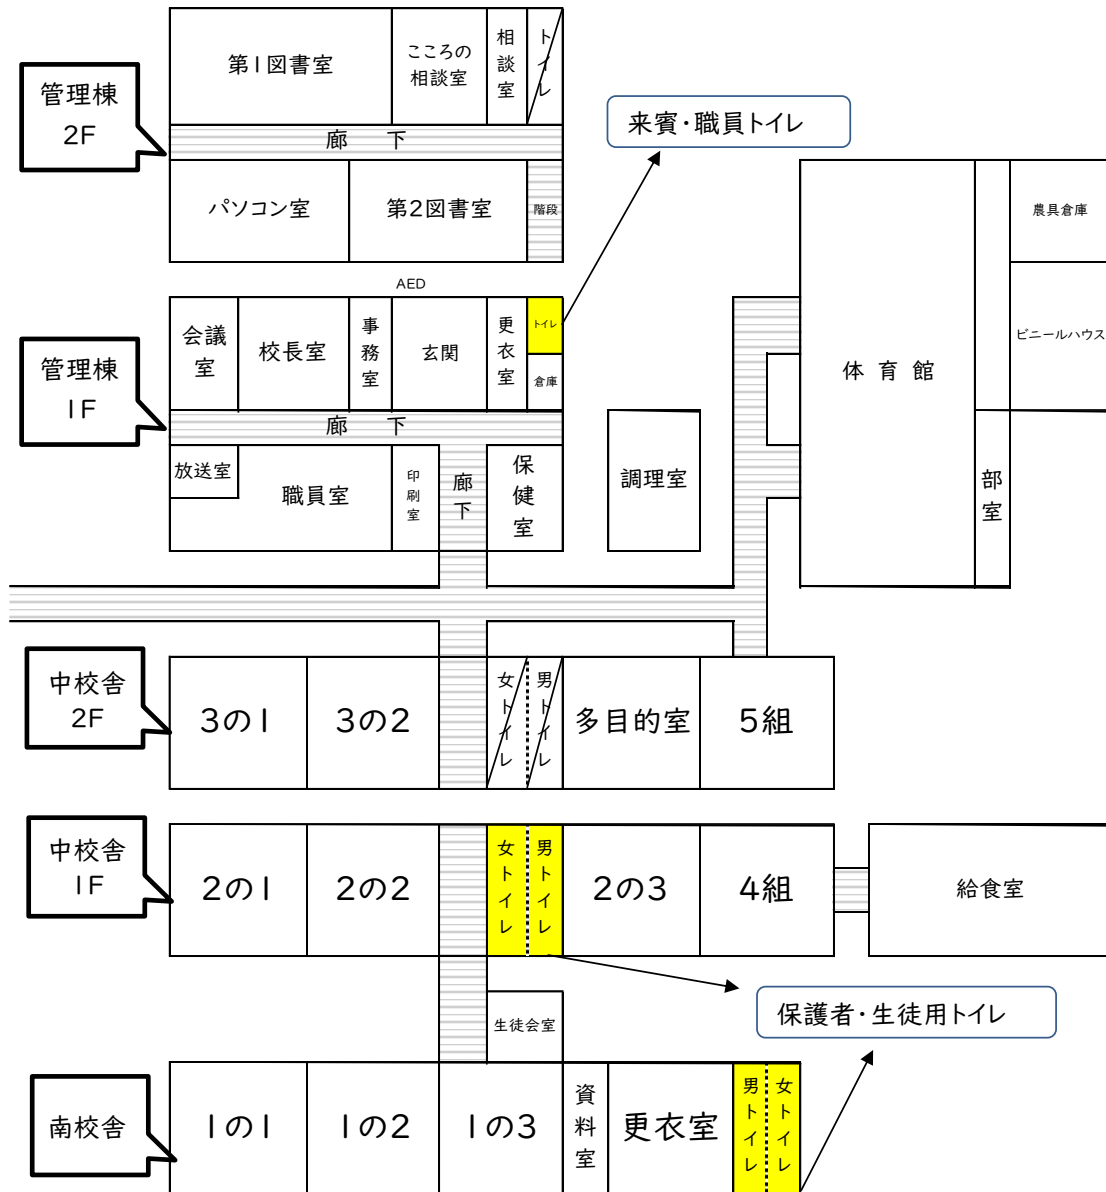 第1図書室
こころの
相談室
相談室
トイレ
管理棟
2F
廊　下
来賓・職員トイレ
パソコン室
第2図書室
階段
農具倉庫
AED
会議
室
校長室
事務室
玄関
更衣室
トイレ
倉庫
ビニールハウス
管理棟
1F
体 育 館
廊　下
放送室
職員室
印刷室
廊下
保健室
調理室
部室
中校舎
2F
3の1
3の2
女トイレ
男トイレ
多目的室
5組
中校舎
1F
2の1
2の2
女トイレ
男トイレ
2の3
4組
給食室
保護者・生徒用トイレ
生徒会室
南校舎
1の1
1の2
1の3
資料室
更衣室
男トイレ
女トイレ